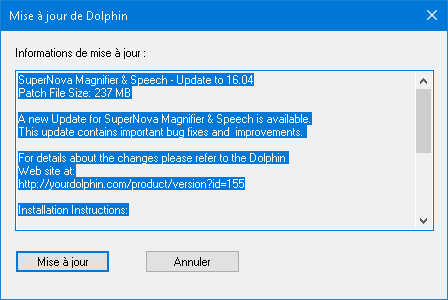 Mise à jour de Dolphin
Informations de mise à jour :
SuperNova Magnifier & Speech - Update to 16.04
Patch File Size: 237 MB
A new Update for SuperNova Magnifier & Speech is available.
This update contains important bug fixes and  improvements.
For details about the changes please refer to the Dolphin
Web site at:
http://yourdolphin.com/product/version?id=155
Installation Instructions:
Mise à jour
Annuler